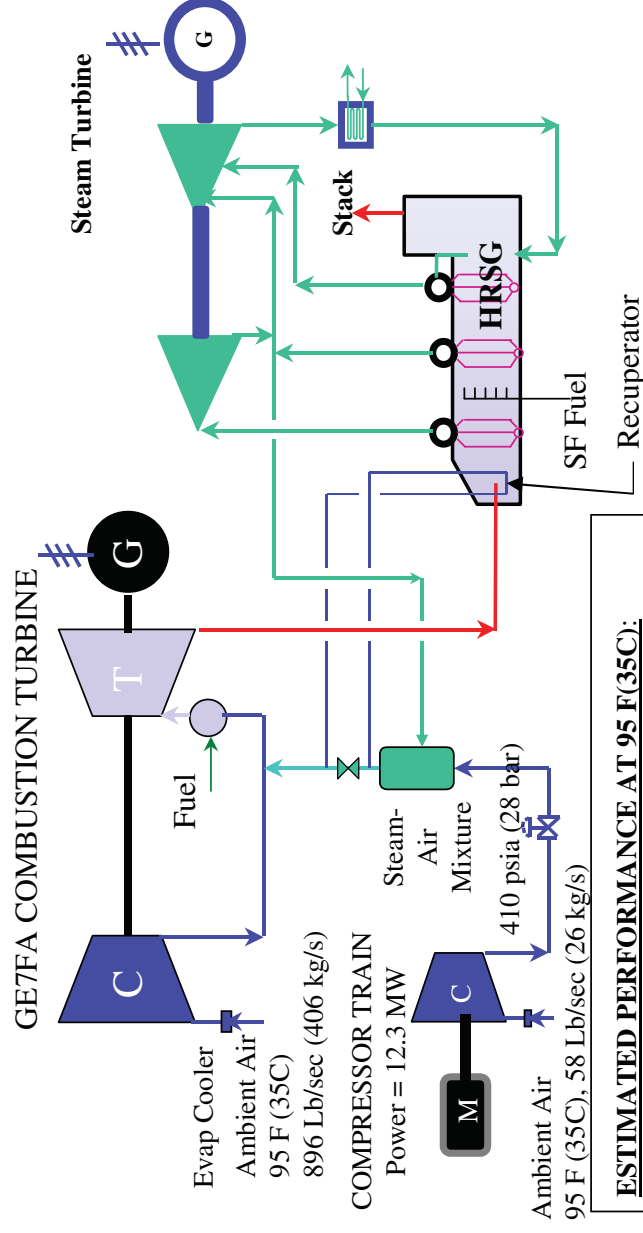 GE7FA COMBUSTION TURBINE
Steam Turbine
G
G
T
C
Fuel
Evap Cooler
Ambient Air
95 F (35C)
896 Lb/sec (406 kg/s)
Stack
HRSG
SF Fuel
Recuperator
Steam-
Air
Mixture
410 psia (28 bar)
COMPRESSOR TRAIN
Power = 12.3 MW
C
M
Ambient Air
95 F (35C), 58 Lb/sec (26 kg/s)
ESTIMATED PERFORMANCE AT 95 F(35C):